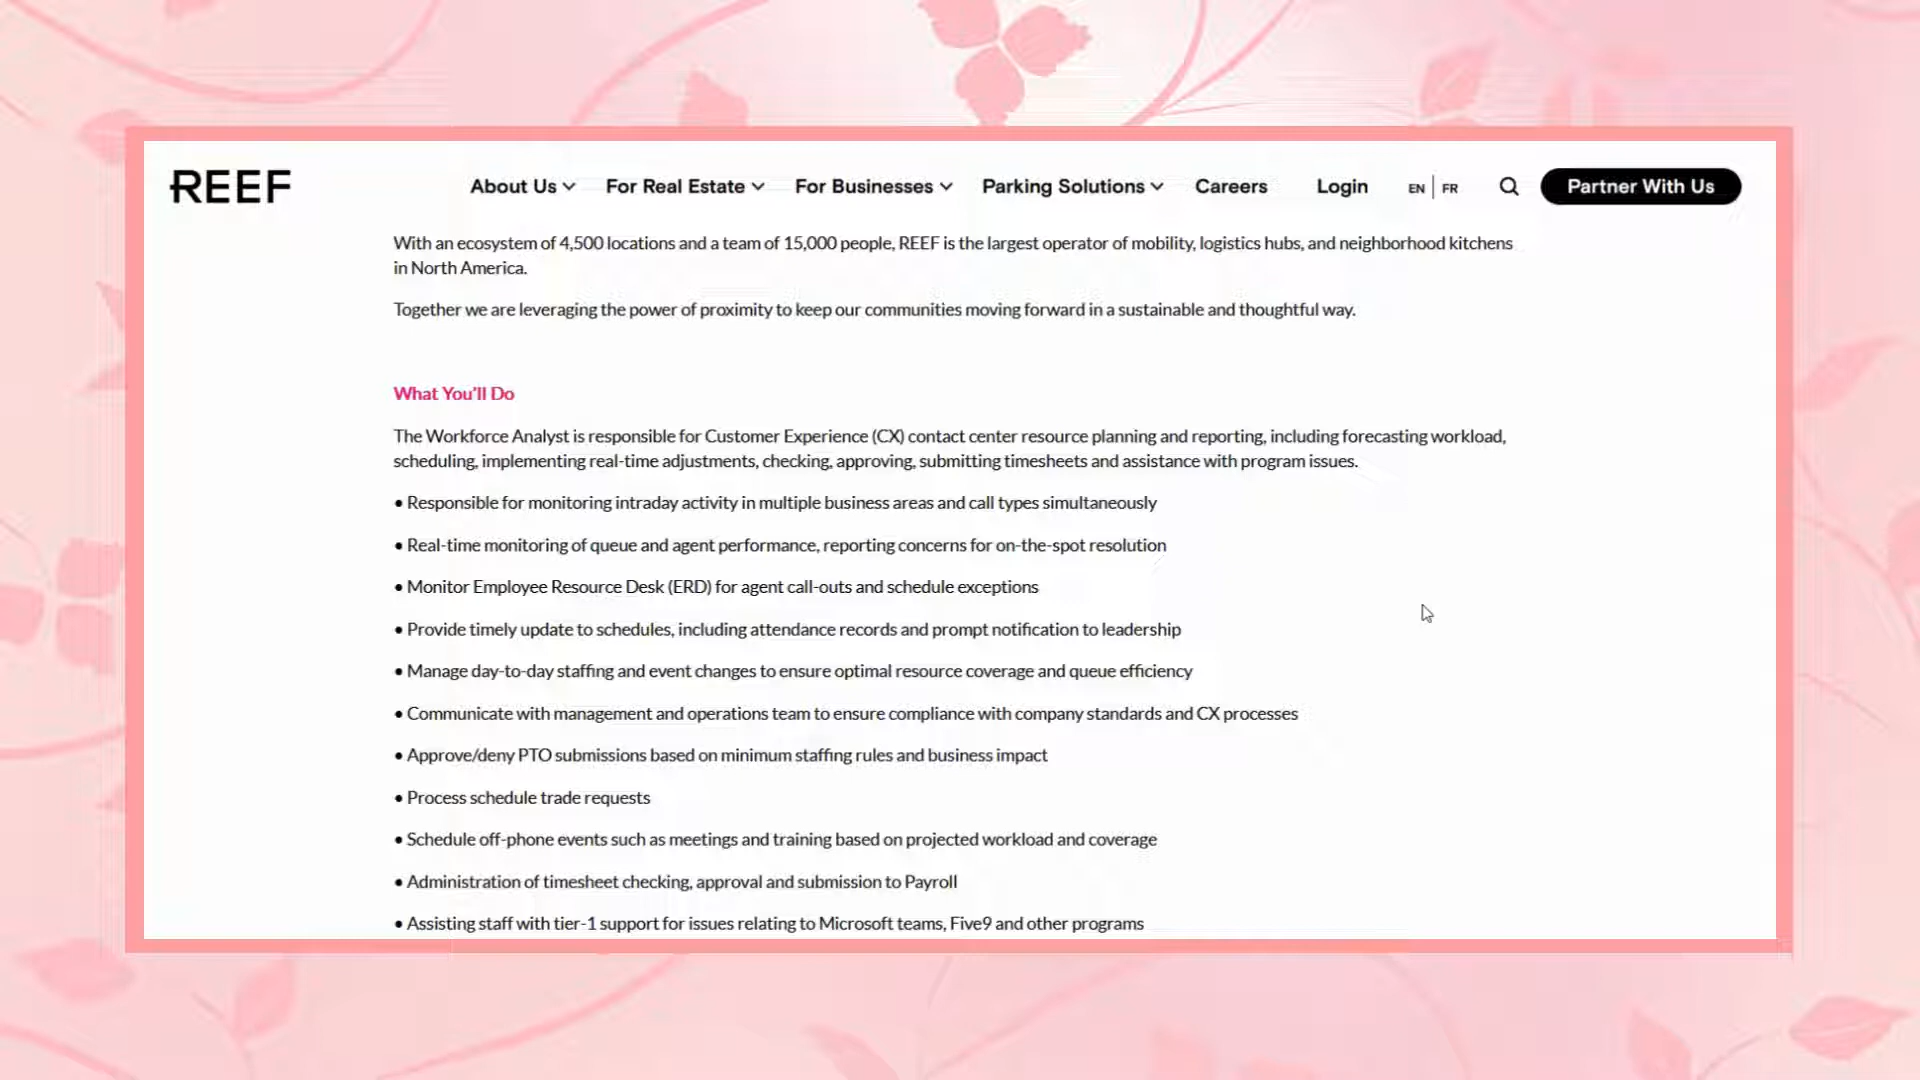 REEF
About Us
For Real Estate
For Businesses
Parking Solutions
Careers
Login
EN | FR
Partner With Us
With an ecosystem of 4,500 locations and a team of 15,000 people, REEF is the largest operator of mobility, logistics hubs, and neighborhood kitchens
in North America.
Together we are leveraging the power of proximity to keep our communities moving forward in a sustainable and thoughtful way.
What You'll Do
The Workforce Analyst is responsible for Customer Experience (CX) contact center resource planning and reporting, including forecasting workload,
scheduling, implementing real-time adjustments, checking, approving, submitting timesheets and assistance with program issues.
• Responsible for monitoring intraday activity in multiple business areas and call types simultaneously
• Real-time monitoring of queue and agent performance, reporting concerns for on-the-spot resolution
• Monitor Employee Resource Desk (ERD) for agent call-outs and schedule exceptions
• Provide timely update to schedules, including attendance records and prompt notification to leadership
• Manage day-to-day staffing and event changes to ensure optimal resource coverage and queue efficiency
• Communicate with management and operations team to ensure compliance with company standards and CX processes
• Approve/deny PTO submissions based on minimum staffing rules and business impact
• Process schedule trade requests
• Schedule off-phone events such as meetings and training based on projected workload and coverage
• Administration of timesheet checking, approval and submission to Payroll
• Assisting staff with tier-1 support for issues relating to Microsoft teams, Five9 and other programs